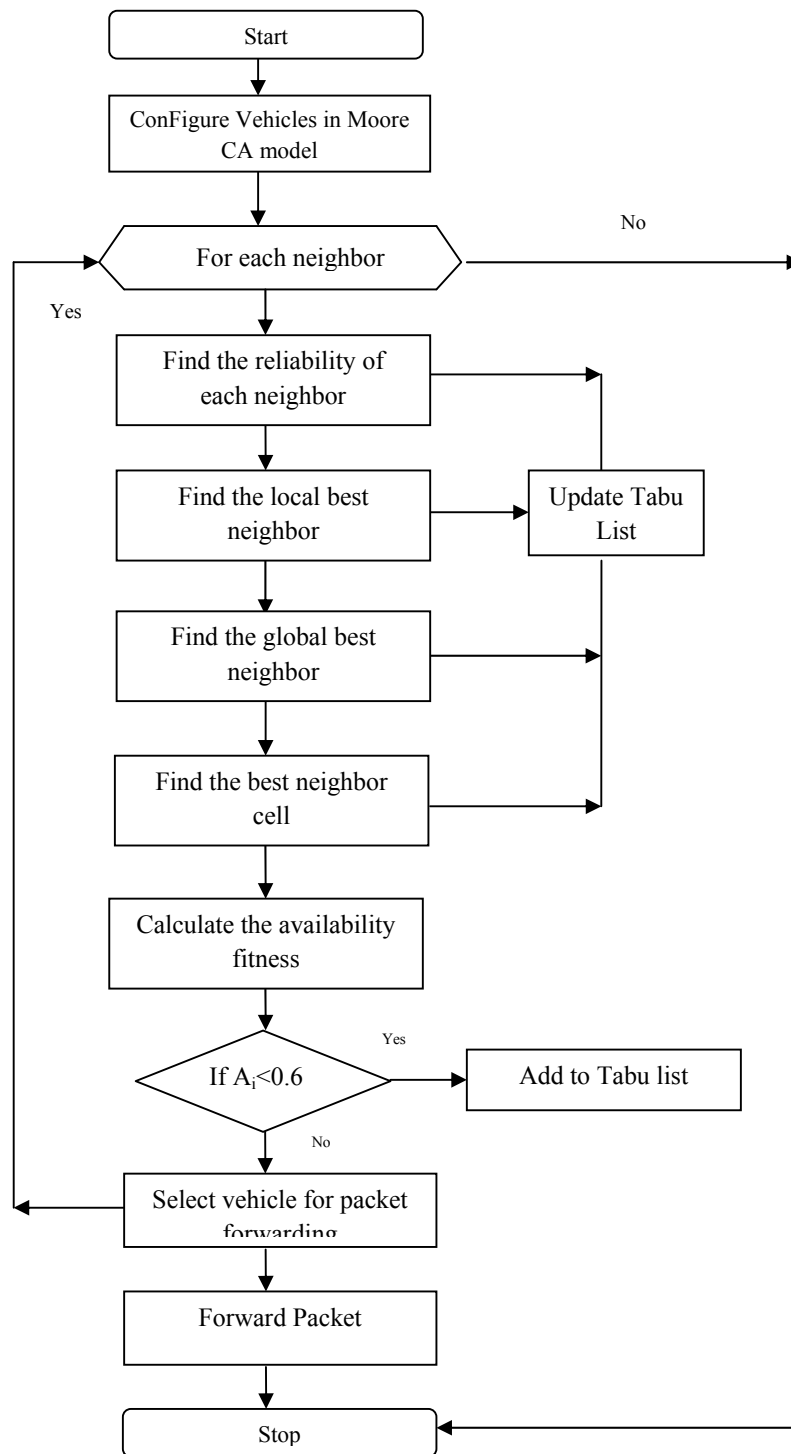 Start
ConFigure Vehicles in Moore
CA model
No
For each neighbor
Yes
Find the reliability of
each neighbor
Find the local best
neighbor
Update Tabu
List
Find the global best
neighbor
Find the best neighbor
cell
Calculate the availability
fitness
Yes
If Ai<0.6
Add to Tabu list
No
Select vehicle for packet
forwarding
Forward Packet
Stop